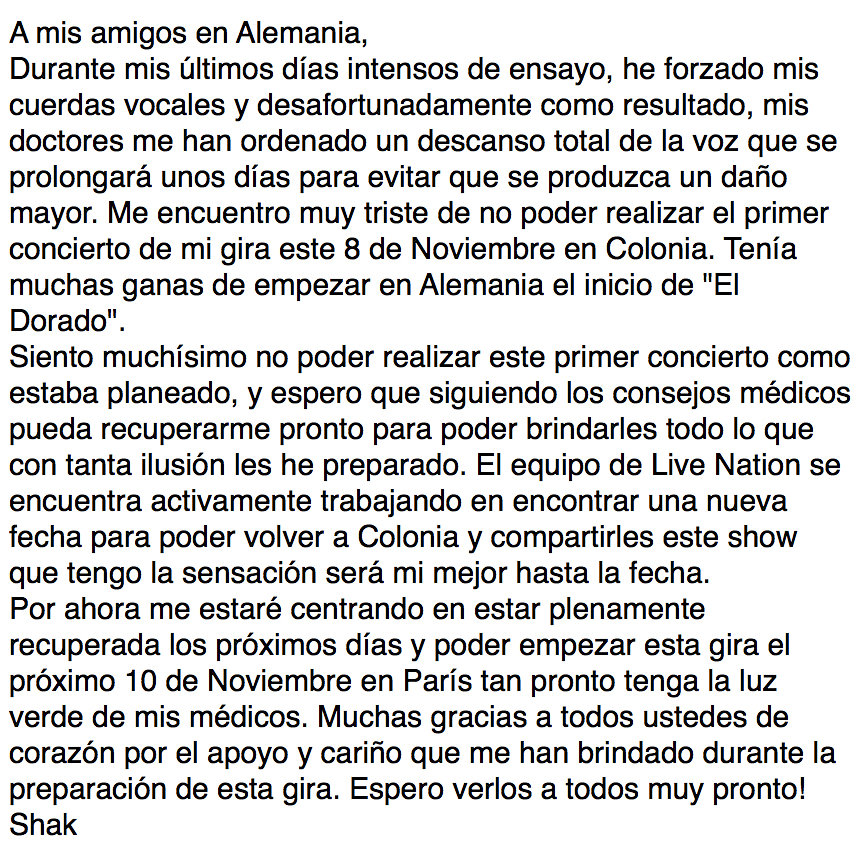 A mis amigos en Alemania,
Durante mis últimos días intensos de ensayo, he forzado mis
cuerdas vocales y desafortunadamente como resultado, mis
doctores me han ordenado un descanso total de la voz que se
prolongará unos días para evitar que se produzca un daño
mayor. Me encuentro muy triste de no poder realizar el primer
concierto de mi gira este 8 de Noviembre en Colonia. Tenía
muchas ganas de empezar en Alemania el inicio de "El
Dorado".
Siento muchísimo no poder realizar este primer concierto como
estaba planeado, y espero que siguiendo los consejos médicos
pueda recuperarme pronto para poder brindarles todo lo que
con tanta ilusión les he preparado. El equipo de Live Nation se
encuentra activamente trabajando en encontrar una nueva
fecha para poder volver a Colonia y compartirles este show
que tengo la sensación será mi mejor hasta la fecha.
Por ahora me estaré centrando en estar plenamente
recuperada los próximos días y poder empezar esta gira el
próximo 10 de Noviembre en París tan pronto tenga la luz
verde de mis médicos. Muchas gracias a todos ustedes de
corazón por el apoyo y cariño que me han brindado durante la
preparación de esta gira. Espero verlos a todos muy pronto!
Shak